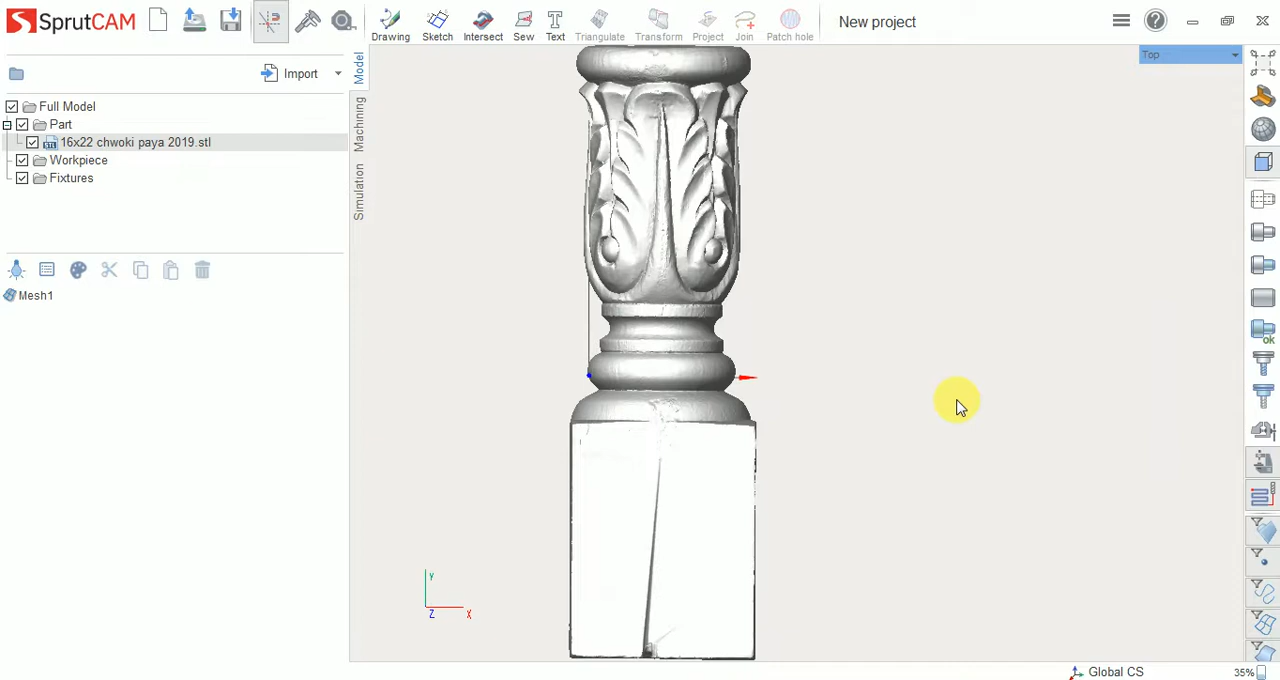 SprutCAM
Drawing
Sketch
Intersect
Sew
Text
Triangulate
Transform
Project
Join
Patch hole
New project
Import
Model
Machining
Simulation
Top
Full Model
Part
16x22 chwoki paya 2019.stl
Workpiece
Fixtures
Mesh1
ok
Y
Z
X
Global CS
35%